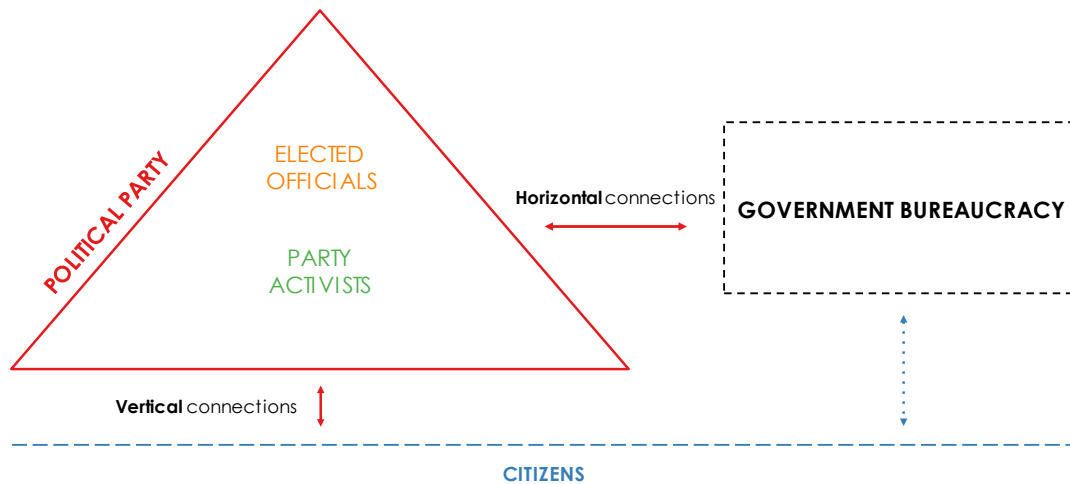 POLITICAL PARTY
ELECTED
OFFICIALS
PARTY
ACTIVISTS
Horizontal connections
GOVERNMENT BUREAUCRACY
Vertical connections
CITIZENS